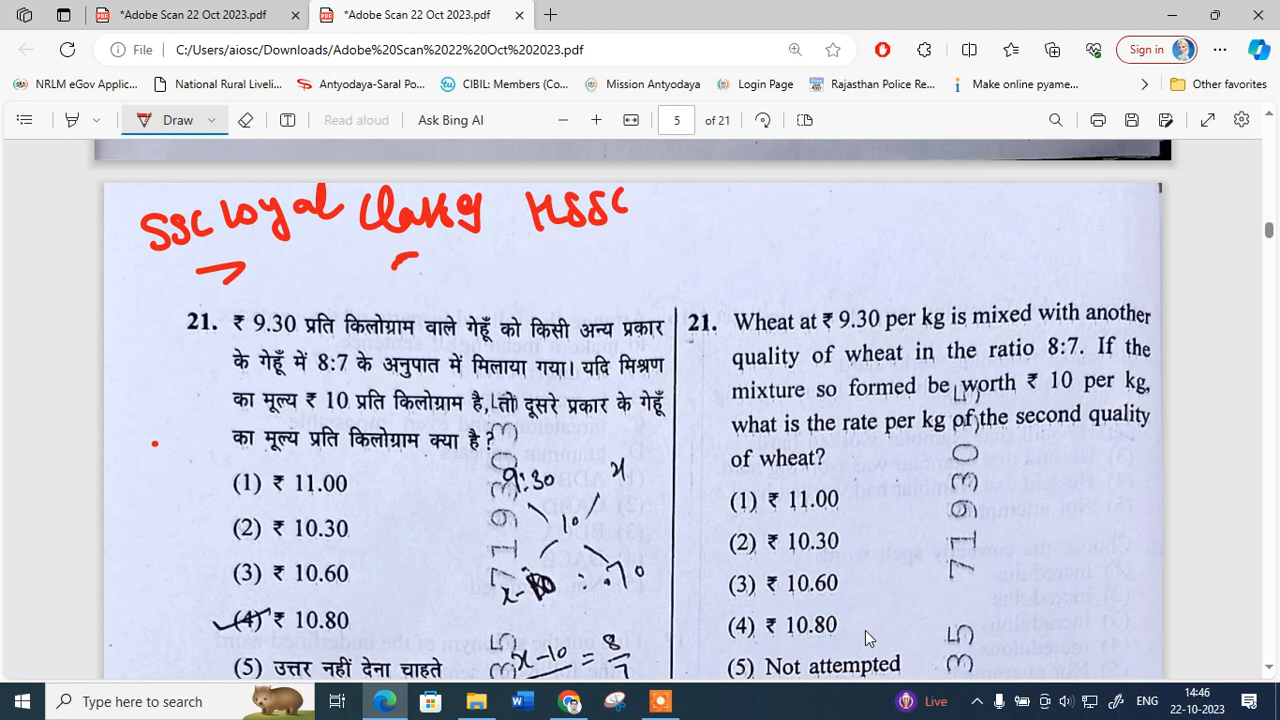 *Adobe Scan 22 Oct 2023.pdf
*Adobe Scan 22 Oct 2023.pdf
File C:/Users/aiosc/Downloads/Adobe%20Scan%2022%20Oct%202023.pdf Sign in
NRLM eGov Applic... National Rural Liveli... Antyodaya-Saral Po... CIBIL: Members (Co... Mission Antyodaya Login Page Rajasthan Police Re... Make online pyame... Other favorites
Draw Read aloud Ask Bing AI 5 of 21
SSC Loyal Classes HSSC
21. ₹ 9.30 प्रति किलोग्राम वाले गेहूँ को किसी अन्य प्रकार
के गेहूँ में 8:7 के अनुपात में मिलाया गया। यदि मिश्रण
का मूल्य ₹ 10 प्रति किलोग्राम है, तो दूसरे प्रकार के गेहूँ
का मूल्य प्रति किलोग्राम क्या है?
(1) ₹ 11.00
(2) ₹ 10.30
(3) ₹ 10.60
(4) ₹ 10.80
(5) उत्तर नहीं देना चाहते
9.30 x
10
x-10 : .70
x-10 = 8
7
21. Wheat at ₹ 9.30 per kg is mixed with another
quality of wheat in the ratio 8:7. If the
mixture so formed be worth ₹ 10 per kg,
what is the rate per kg of the second quality
of wheat?
(1) ₹ 11.00
(2) ₹ 10.30
(3) ₹ 10.60
(4) ₹ 10.80
(5) Not attempted
Type here to search Live ENG 14:46
22-10-2023